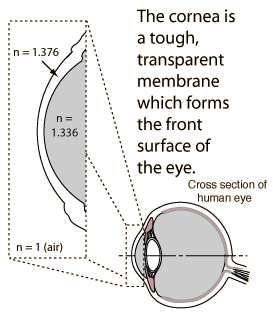 The cornea is
a tough,
transparent
membrane
which forms
the front
surface of
the eye.
n = 1.376
n =
1.336
n = 1 (air)
Cross section of
human eye